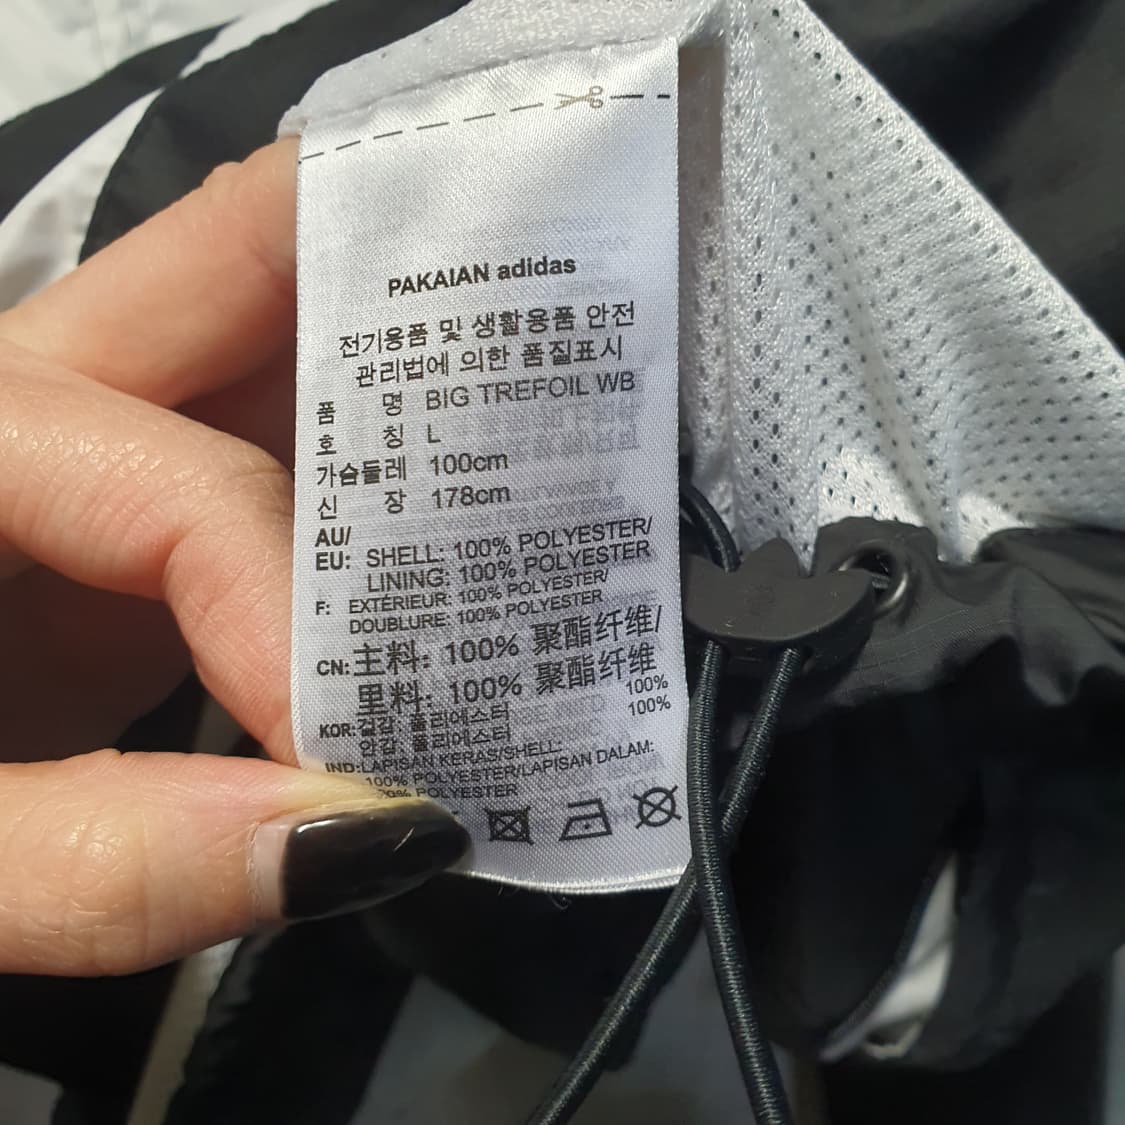 PAKAIAN adidas
전기용품 및 생활용품 안전
관리법에 의한 품질표시
품 명 BIG TREFOIL WB
호 칭 L
가슴둘레 100cm
신 장 178cm
AU/
EU: SHELL: 100% POLYESTER/
LINING: 100% POLYESTER
F: EXTÉRIEUR: 100% POLYESTER/
DOUBLURE: 100% POLYESTER
CN: 主料: 100% 聚酯纤维/
里料: 100% 聚酯纤维
KOR: 겉감: 폴리에스터 100%
안감: 폴리에스터 100%
IND: LAPISAN KERAS/SHELL:
100% POLYESTER/LAPISAN DALAM:
POLYESTER